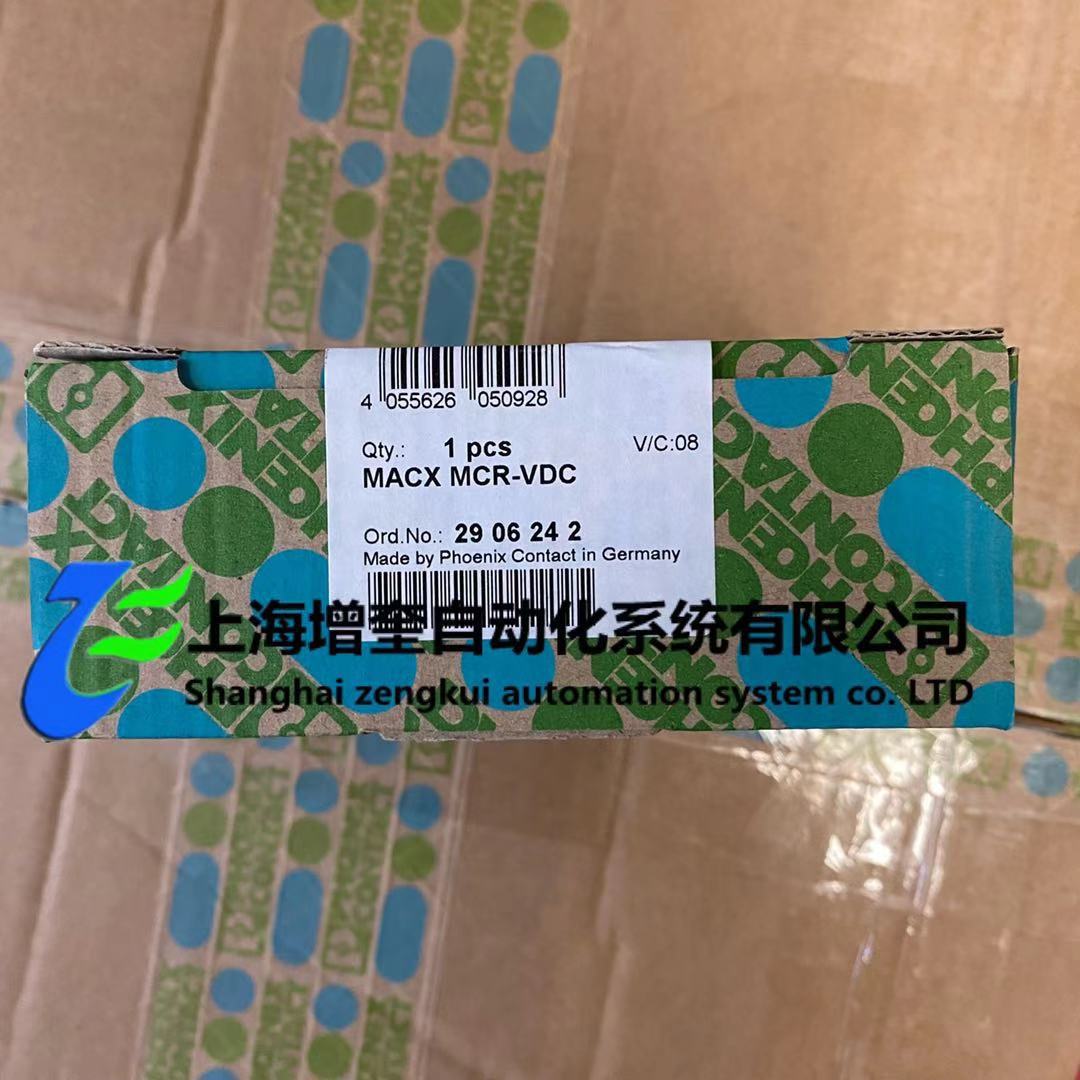 4 055626 050928
Qty.: 1 pcs V/C:08
MACX MCR-VDC
Ord.No.: 29 06 24 2
Made by Phoenix Contact in Germany
上海增奎自动化系统有限公司
Shanghai zengkui automation system co. LTD
PHOENIX
CONTACT